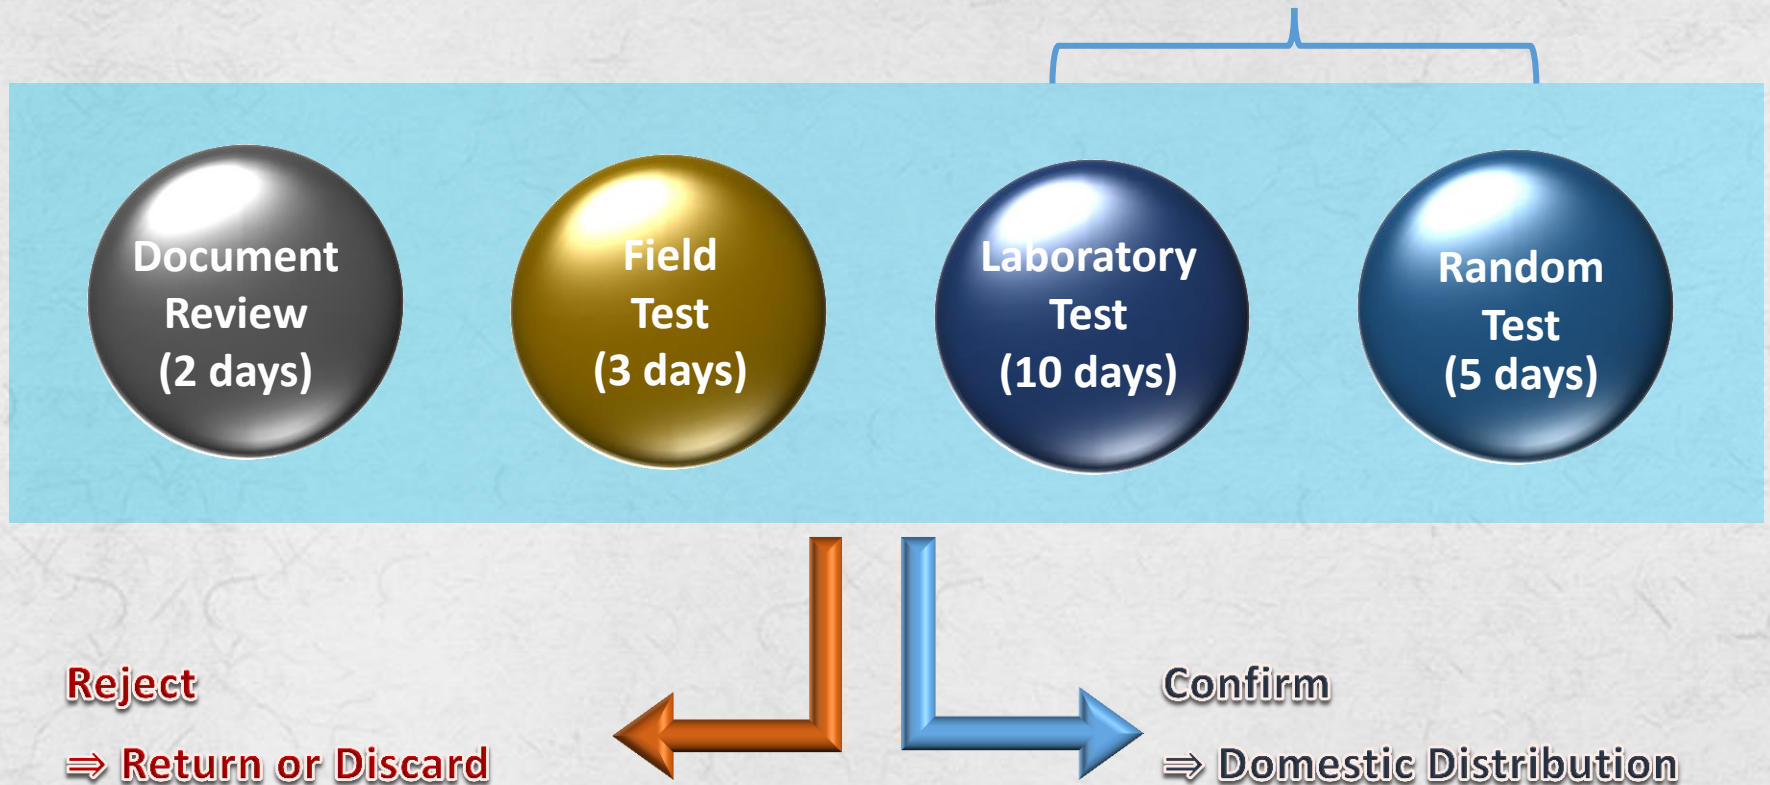 Document
Review
(2 days)
Field
Test
(3 days)
Laboratory
Test
(10 days)
Random
Test
(5 days)
Reject
⇒ Return or Discard
Confirm
⇒ Domestic Distribution